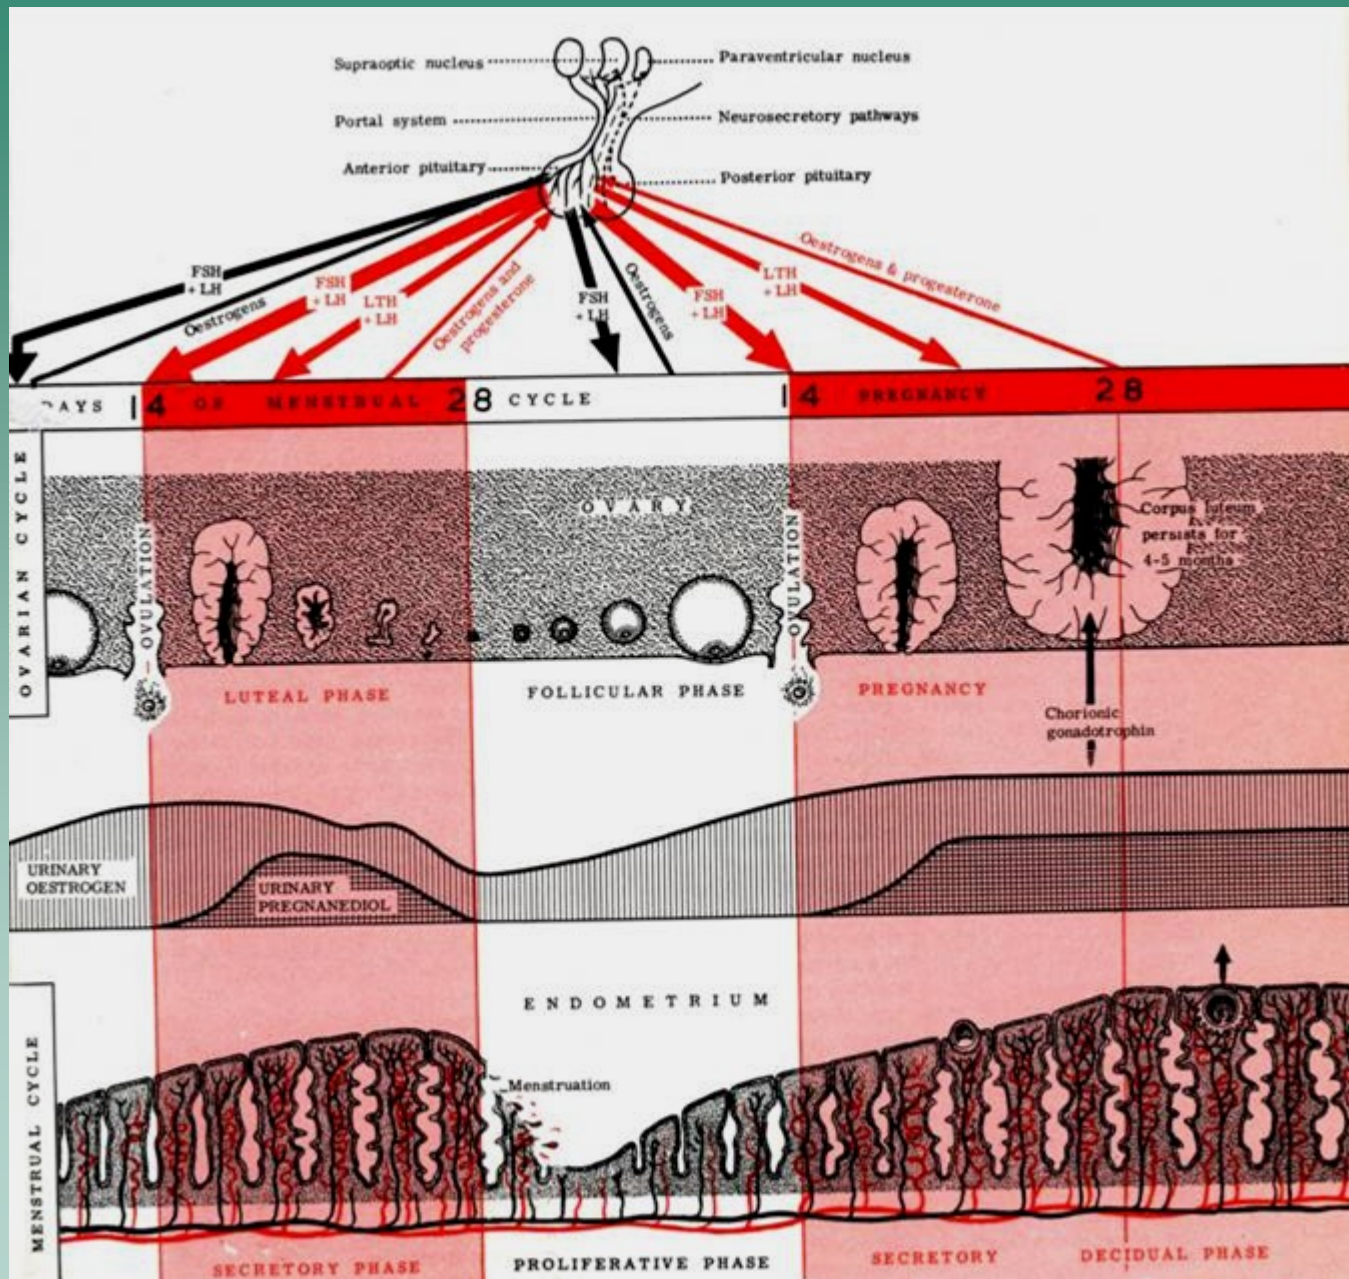 Supraoptic nucleus
Paraventricular nucleus
Portal system
Neurosecretory pathways
Anterior pituitary
Posterior pituitary
FSH
+ LH
Oestrogens
FSH
+ LH
LTH
+ LH
Oestrogens and
progesterone
FSH
+ LH
Oestrogens
FSH
+ LH
LTH
+ LH
Oestrogens & progesterone
14 OF MENSTRUAL 28 CYCLE 14 PREGNANCY 28
OVARIAN CYCLE
OVULATION
OVARY
OVULATION
Corpus luteum
persists for
4-5 months
LUTEAL PHASE
FOLLICULAR PHASE
PREGNANCY
Chorionic
gonadotrophin
URINARY
OESTROGEN
URINARY
PREGNANEDIOL
ENDOMETRIUM
MENSTRUAL CYCLE
Menstruation
SECRETORY PHASE
PROLIFERATIVE PHASE
SECRETORY
DECIDUAL PHASE